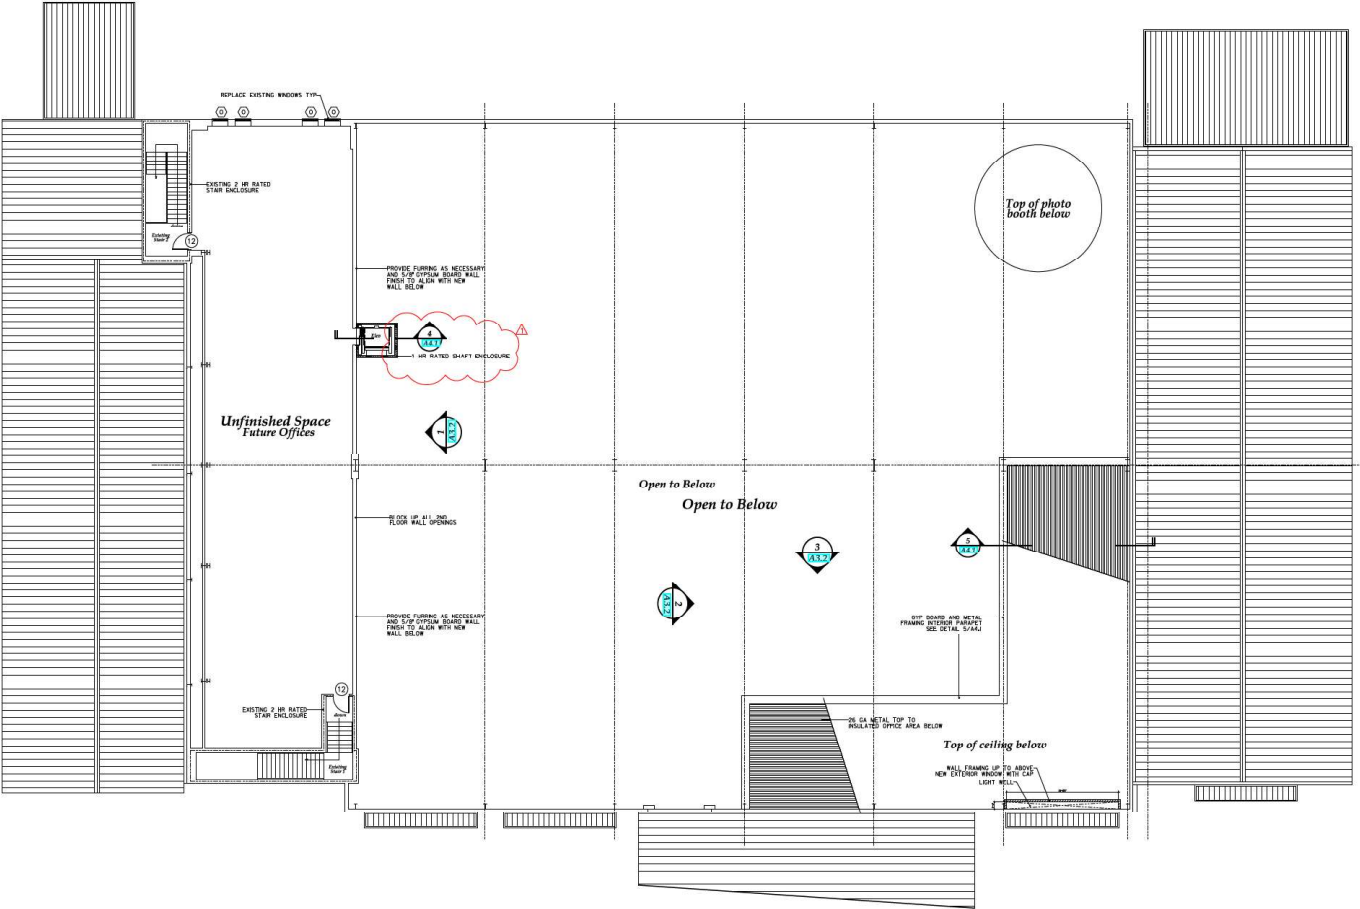 REPLACE EXISTING WINDOWS TYP
0
0
0
0
EXISTING 2 HR RATED
STAIR ENCLOSURE
Existing
Stair 2
12
Top of photo
booth below
PROVIDE FURRING AS NECESSARY
AND 5/8" GYPSUM BOARD WALL
FINISH TO ALIGN WITH NEW
WALL BELOW
1
Elev
4
A4.1
1 HR RATED SHAFT ENCLOSURE
Unfinished Space
Future Offices
1
A3.2
Open to Below
Open to Below
BLOCK UP ALL 2ND
FLOOR WALL OPENINGS
3
A3.2
5
A4.1
2
A3.2
PROVIDE FURRING AS NECESSARY
AND 5/8" GYPSUM BOARD WALL
FINISH TO ALIGN WITH NEW
WALL BELOW
BOARD AND METAL
FRAMING INTERIOR PARAPET
SEE DETAIL 5/A4.1
12
EXISTING 2 HR RATED
STAIR ENCLOSURE
down
26 GA METAL TOP TO
INSULATED OFFICE AREA BELOW
Top of ceiling below
Existing
Stair 1
WALL FRAMING UP TO ABOVE
NEW EXTERIOR WINDOW WITH CAP
LIGHT WELL